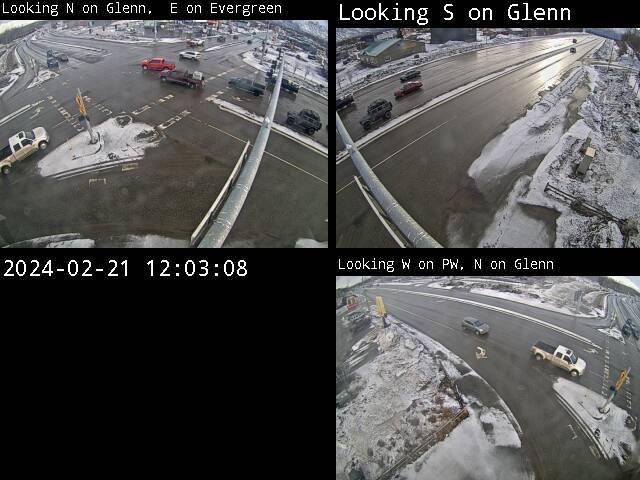 Looking N on Glenn,  E on Evergreen
Looking S on Glenn
2024-02-21 12:03:08
Looking W on PW, N on Glenn